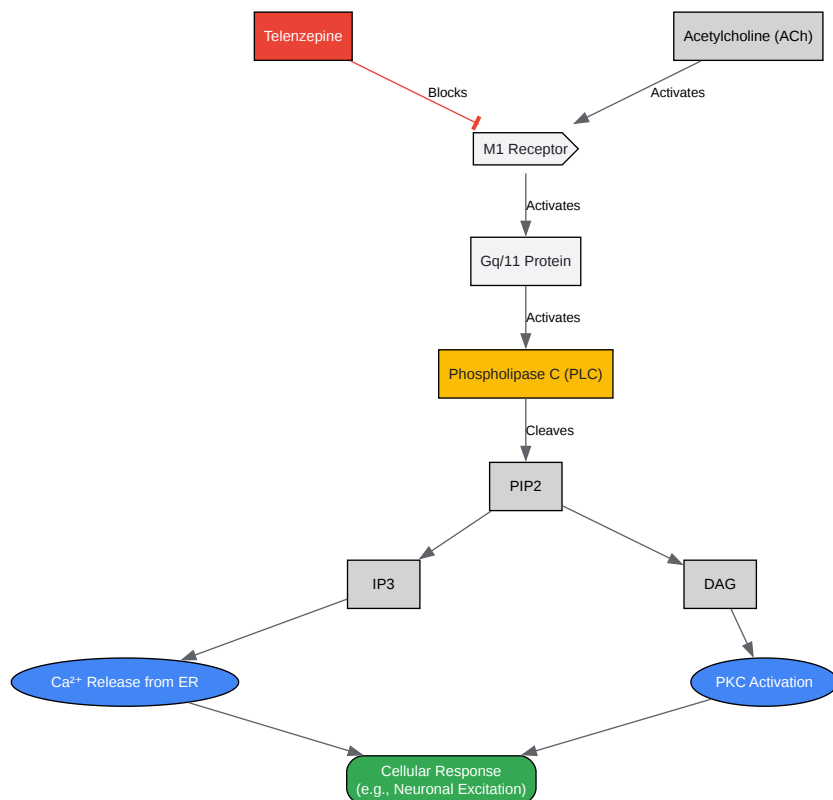 Telenzepine
Acetylcholine (ACh)
Blocks
Activates
M1 Receptor
Activates
Gq/11 Protein
Activates
Phospholipase C (PLC)
Cleaves
PIP2
IP3
DAG
Ca²⁺ Release from ER
PKC Activation
Cellular Response
(e.g., Neuronal Excitation)